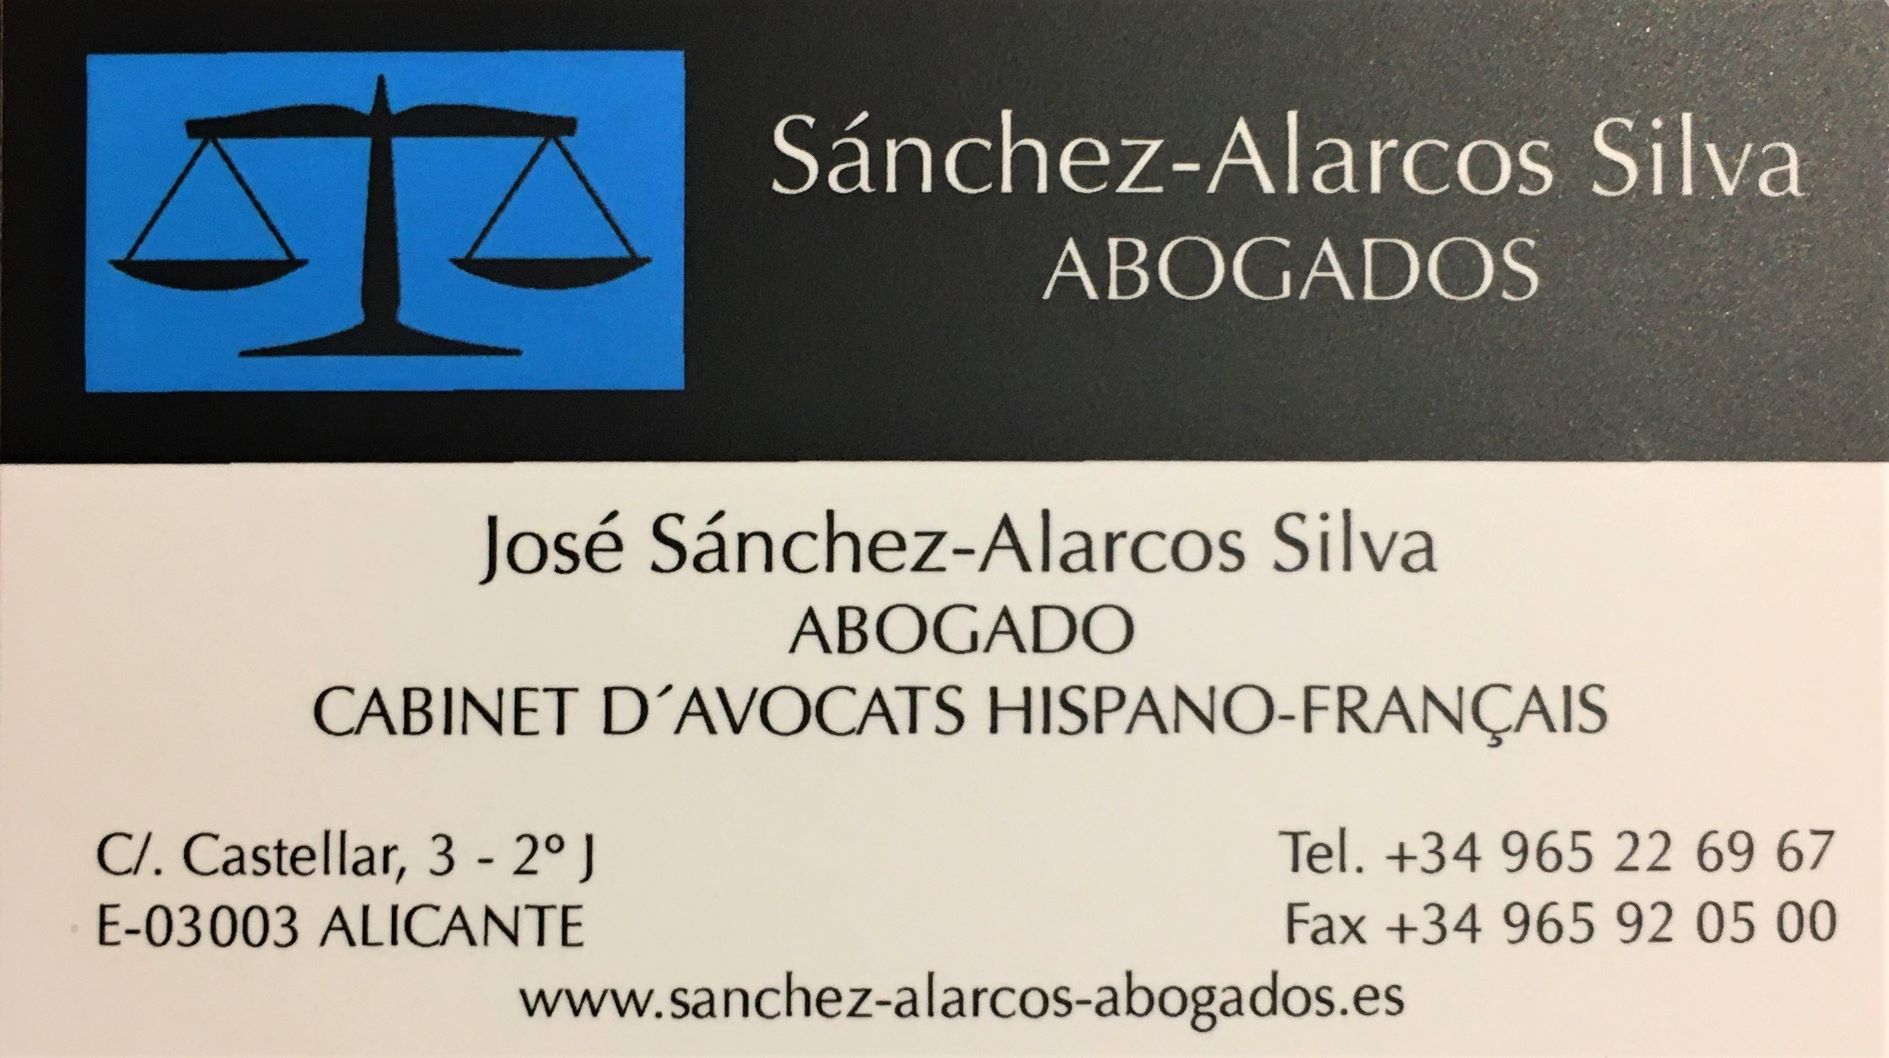 Sánchez-Alarcos Silva
ABOGADOS
José Sánchez-Alarcos Silva
ABOGADO
CABINET D´AVOCATS HISPANO-FRANÇAIS
C/. Castellar, 3 - 2º J
E-03003 ALICANTE
Tel. +34 965 22 69 67
Fax +34 965 92 05 00
www.sanchez-alarcos-abogados.es